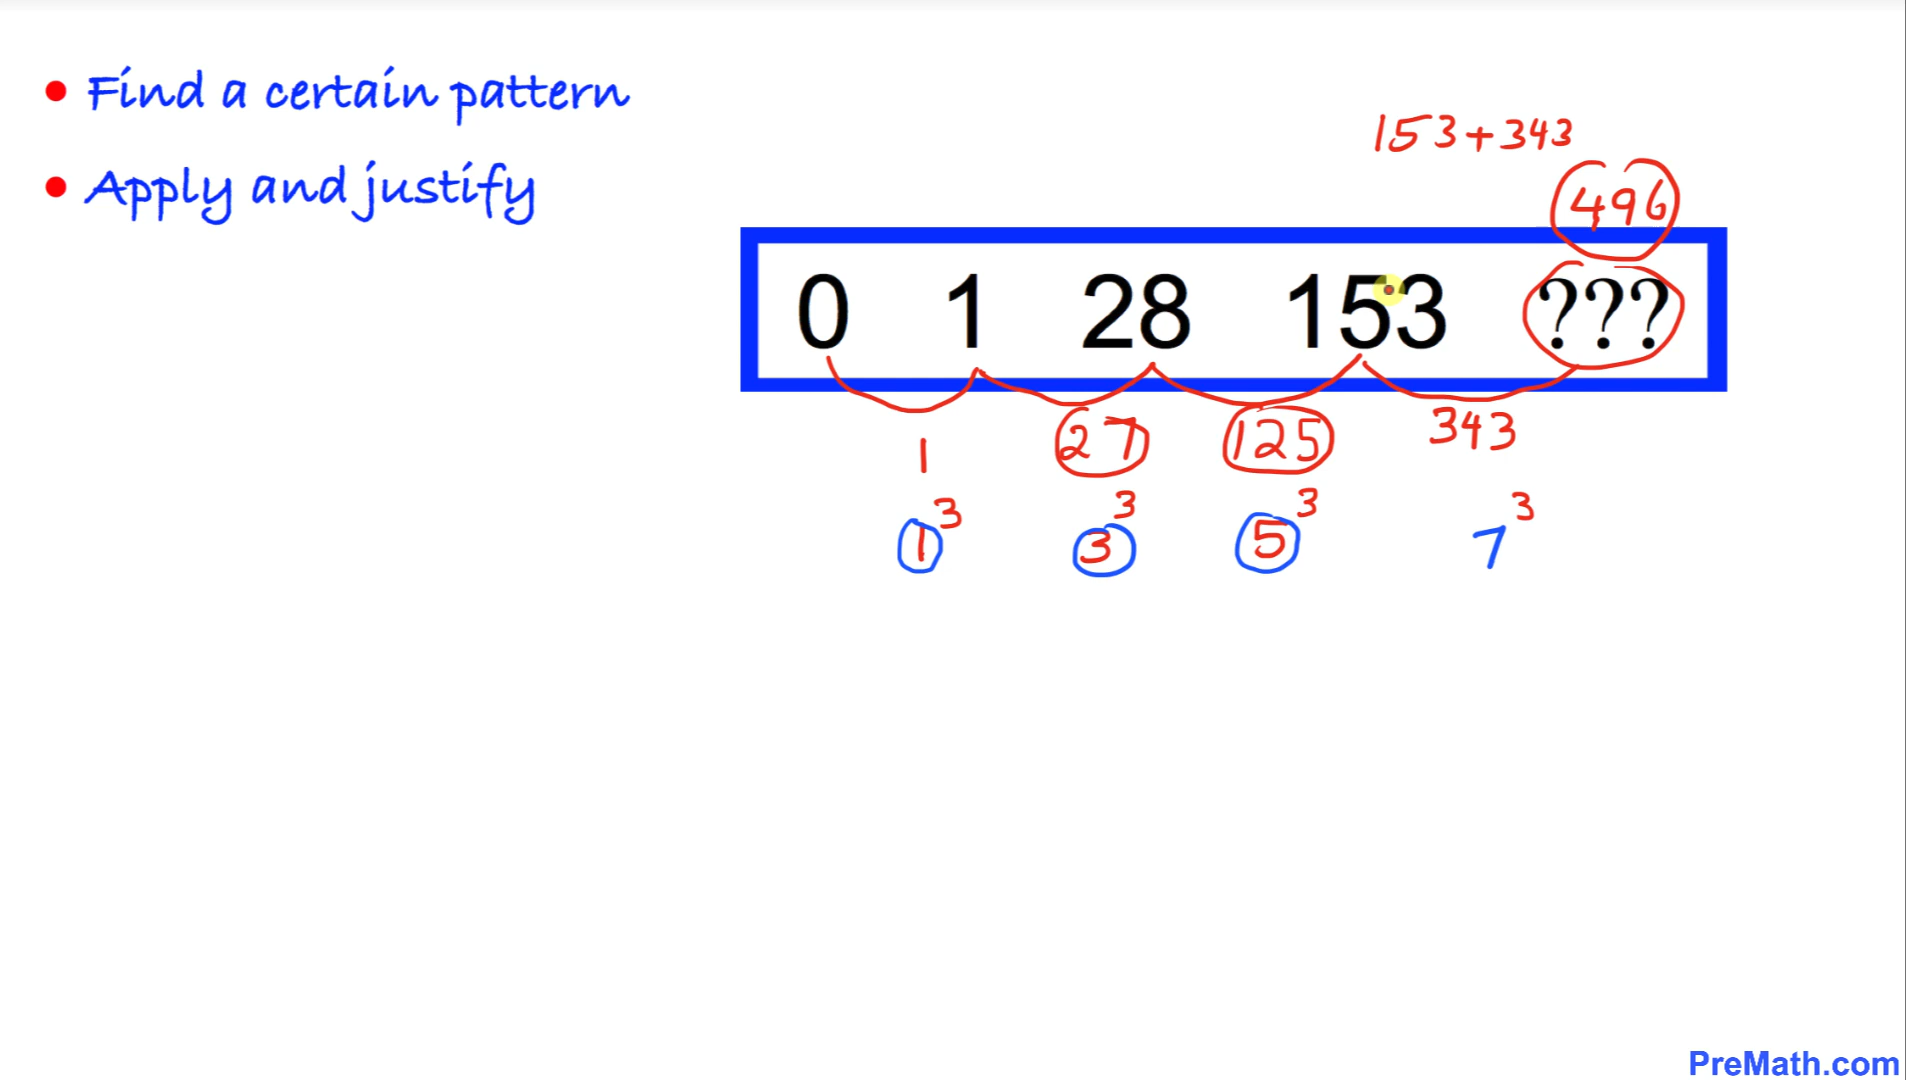 • Find a certain pattern
• Apply and justify
153+343
496
0 1 28 153 ???
1 27 125 343
1³ 3³ 5³ 7³
PreMath.com